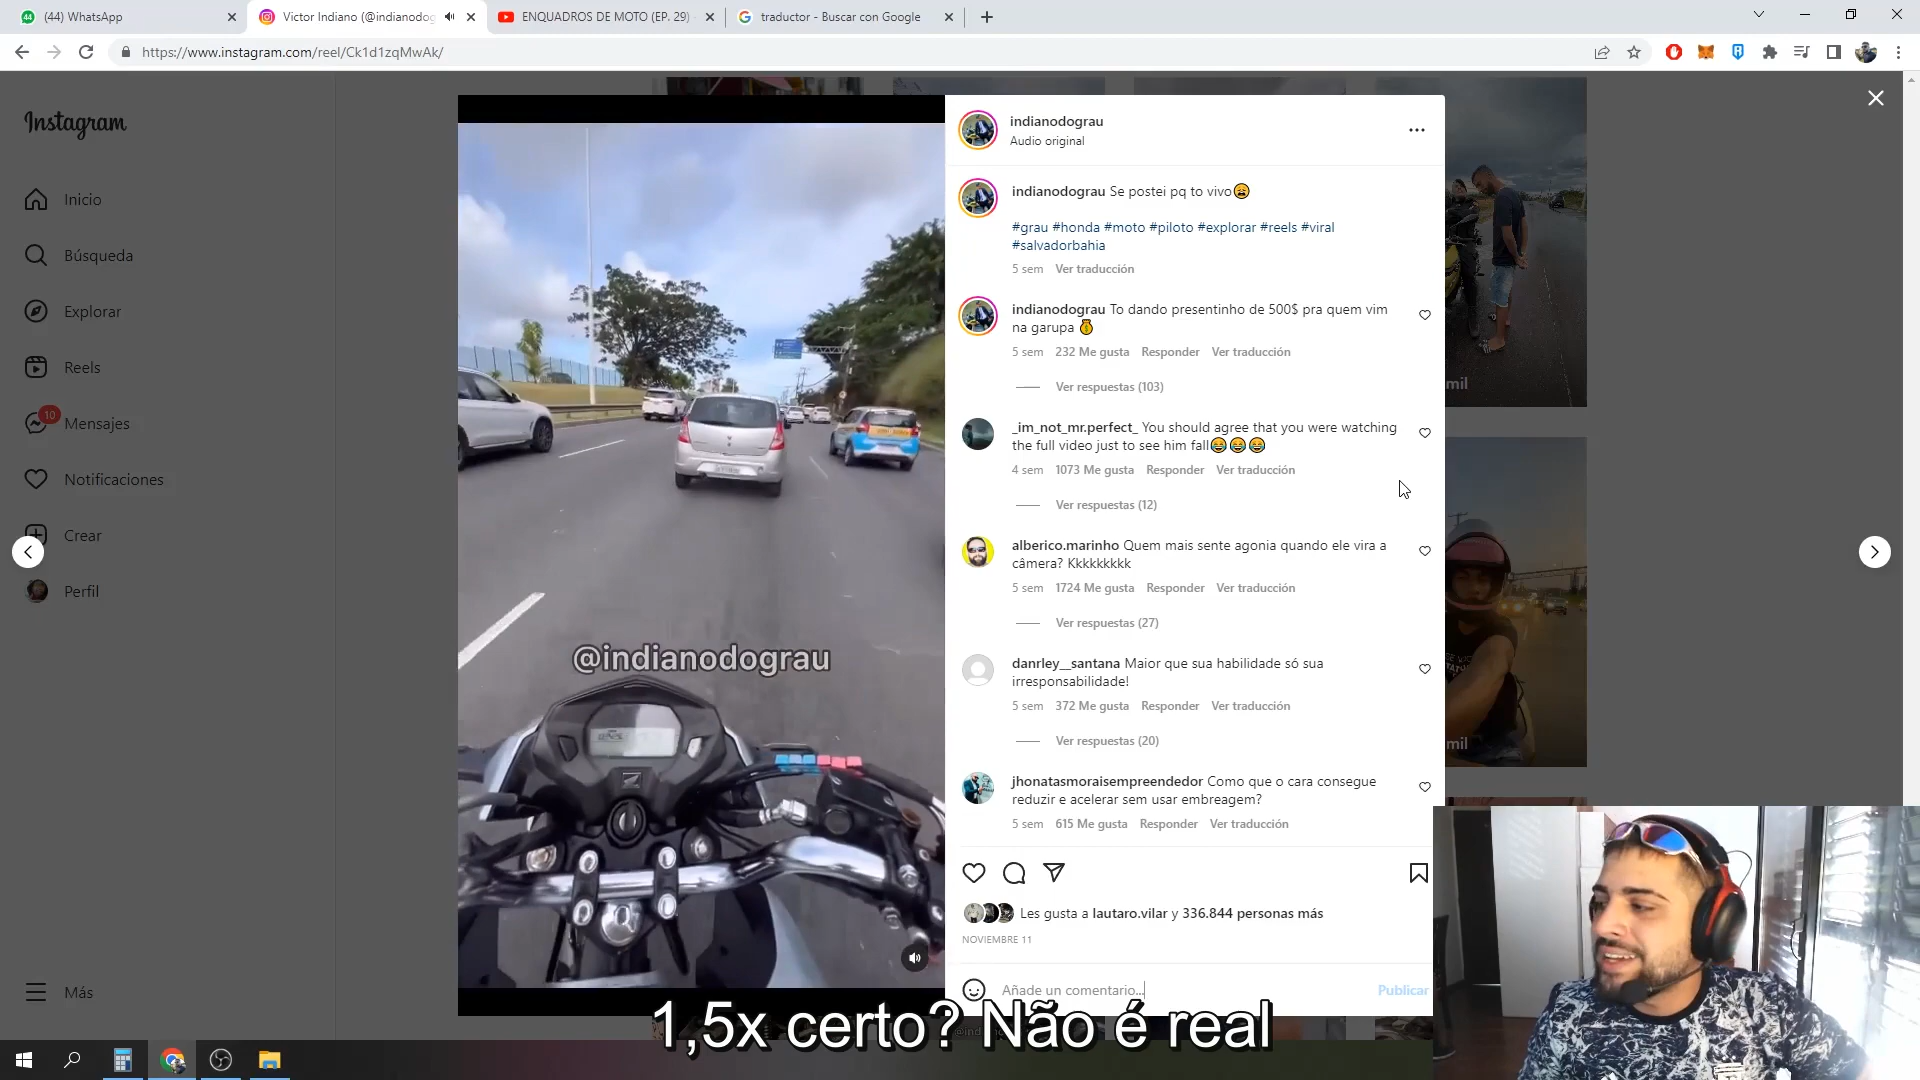 (44) WhatsApp
Victor Indiano (@indianodog
ENQUADROS DE MOTO (EP. 29)
traductor - Buscar con Google
https://www.instagram.com/reel/Ck1d1zqMwAk/
Instagram
Inicio
Búsqueda
Explorar
Reels
10
Mensajes
Notificaciones
Crear
Perfil
Más
@indianodograu
indianodograu
Audio original
indianodograu Se postei pq to vivo😩
#grau #honda #moto #piloto #explorar #reels #viral
#salvadorbahia
5 sem Ver traducción
indianodograu To dando presentinho de 500$ pra quem vim
na garupa 💰
5 sem 232 Me gusta Responder Ver traducción
Ver respuestas (103)
_im_not_mr.perfect_ You should agree that you were watching
the full video just to see him fall😂😂😂
4 sem 1073 Me gusta Responder Ver traducción
Ver respuestas (12)
alberico.marinho Quem mais sente agonia quando ele vira a
câmera? Kkkkkkkkk
5 sem 1724 Me gusta Responder Ver traducción
Ver respuestas (27)
danrley__santana Maior que sua habilidade só sua
irresponsabilidade!
5 sem 372 Me gusta Responder Ver traducción
Ver respuestas (20)
jhonatasmoraisempreendedor Como que o cara consegue
reduzir e acelerar sem usar embreagem?
5 sem 615 Me gusta Responder Ver traducción
Les gusta a lautaro.vilar y 336.844 personas más
NOVIEMBRE 11
Añade un comentario...
Publicar
mil
mil
1,5x certo? Não é real